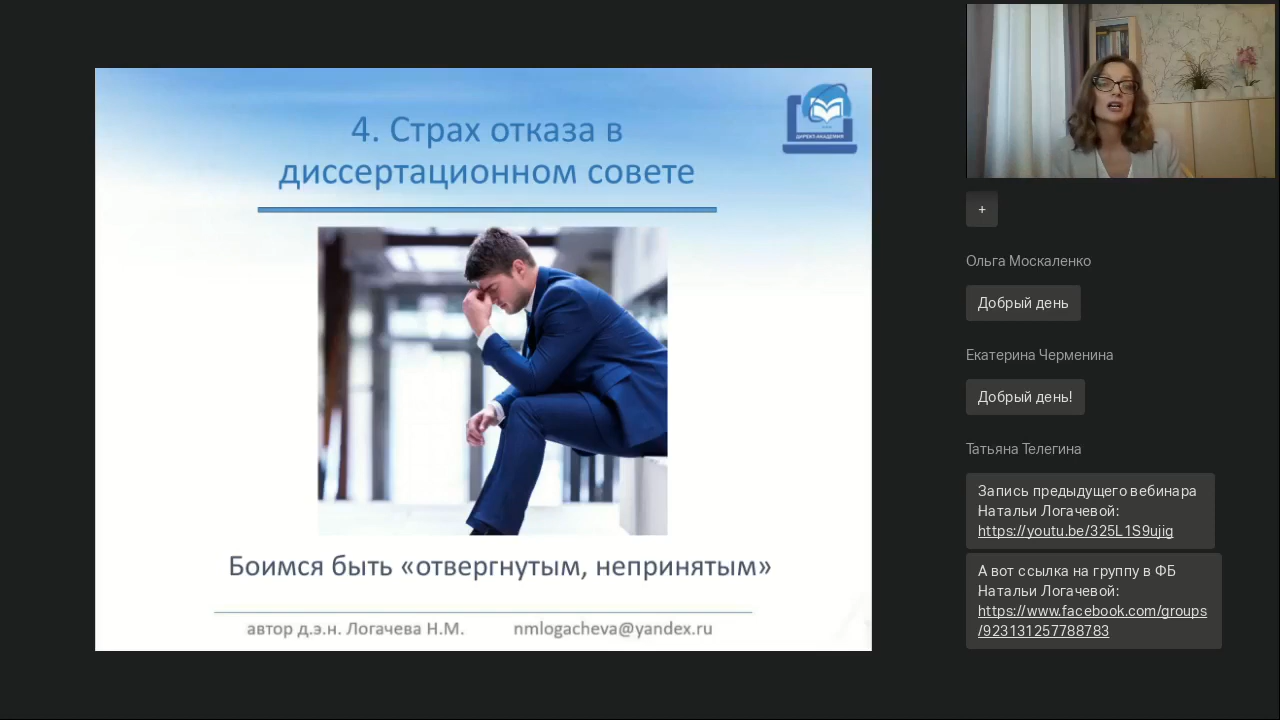 4. Страх отказа в
диссертационном совете
ДИРЕКТ-АКАДЕМИЯ
Боимся быть «отвергнутым, непринятым»
автор д.э.н. Логачева Н.М. nmlogacheva@yandex.ru
+
Ольга Москаленко
Добрый день
Екатерина Черменина
Добрый день!
Татьяна Телегина
Запись предыдущего вебинара
Натальи Логачевой:
https://youtu.be/325L1S9ujig
А вот ссылка на группу в ФБ
Натальи Логачевой:
https://www.facebook.com/groups
/923131257788783